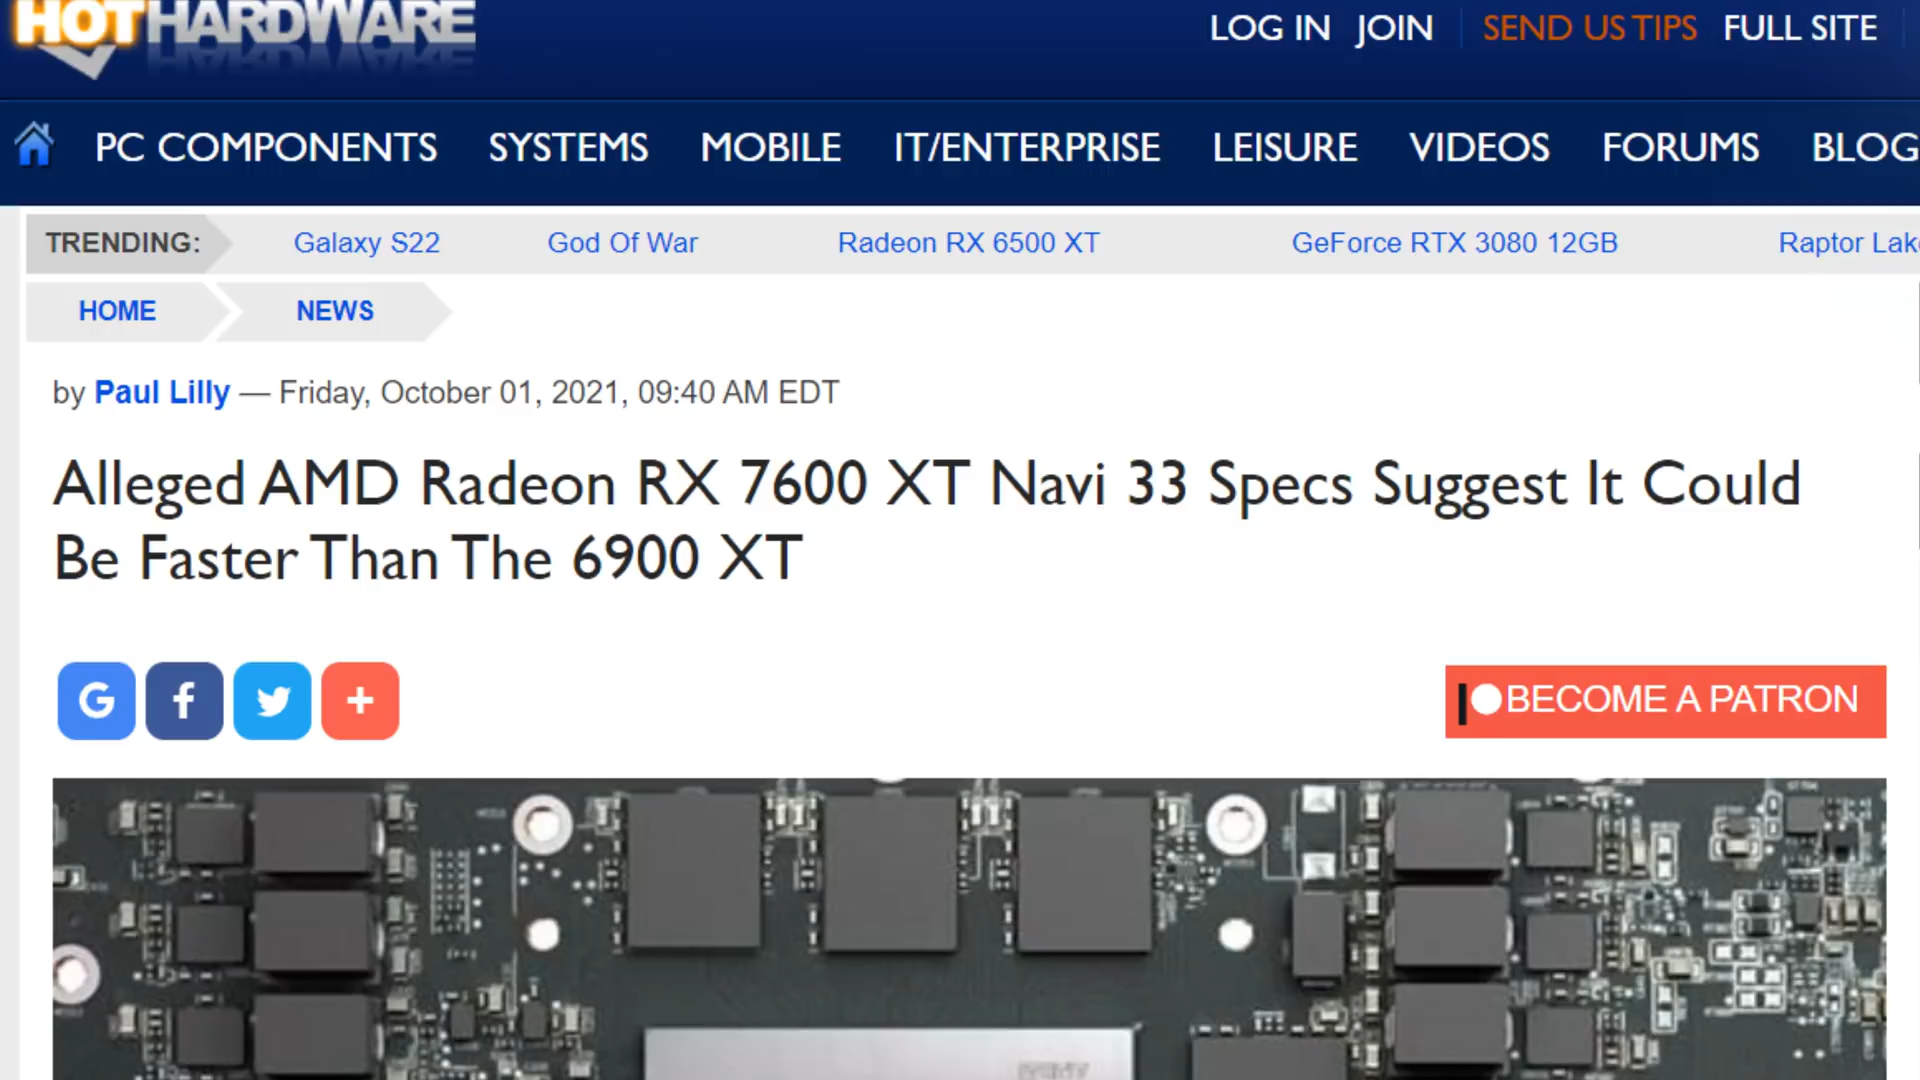 HOTHARDWARE
LOG IN JOIN SEND US TIPS FULL SITE
PC COMPONENTS SYSTEMS MOBILE IT/ENTERPRISE LEISURE VIDEOS FORUMS BLOG
TRENDING: Galaxy S22 God Of War Radeon RX 6500 XT GeForce RTX 3080 12GB Raptor Lak
HOME NEWS
by Paul Lilly — Friday, October 01, 2021, 09:40 AM EDT
Alleged AMD Radeon RX 7600 XT Navi 33 Specs Suggest It Could
Be Faster Than The 6900 XT
BECOME A PATRON